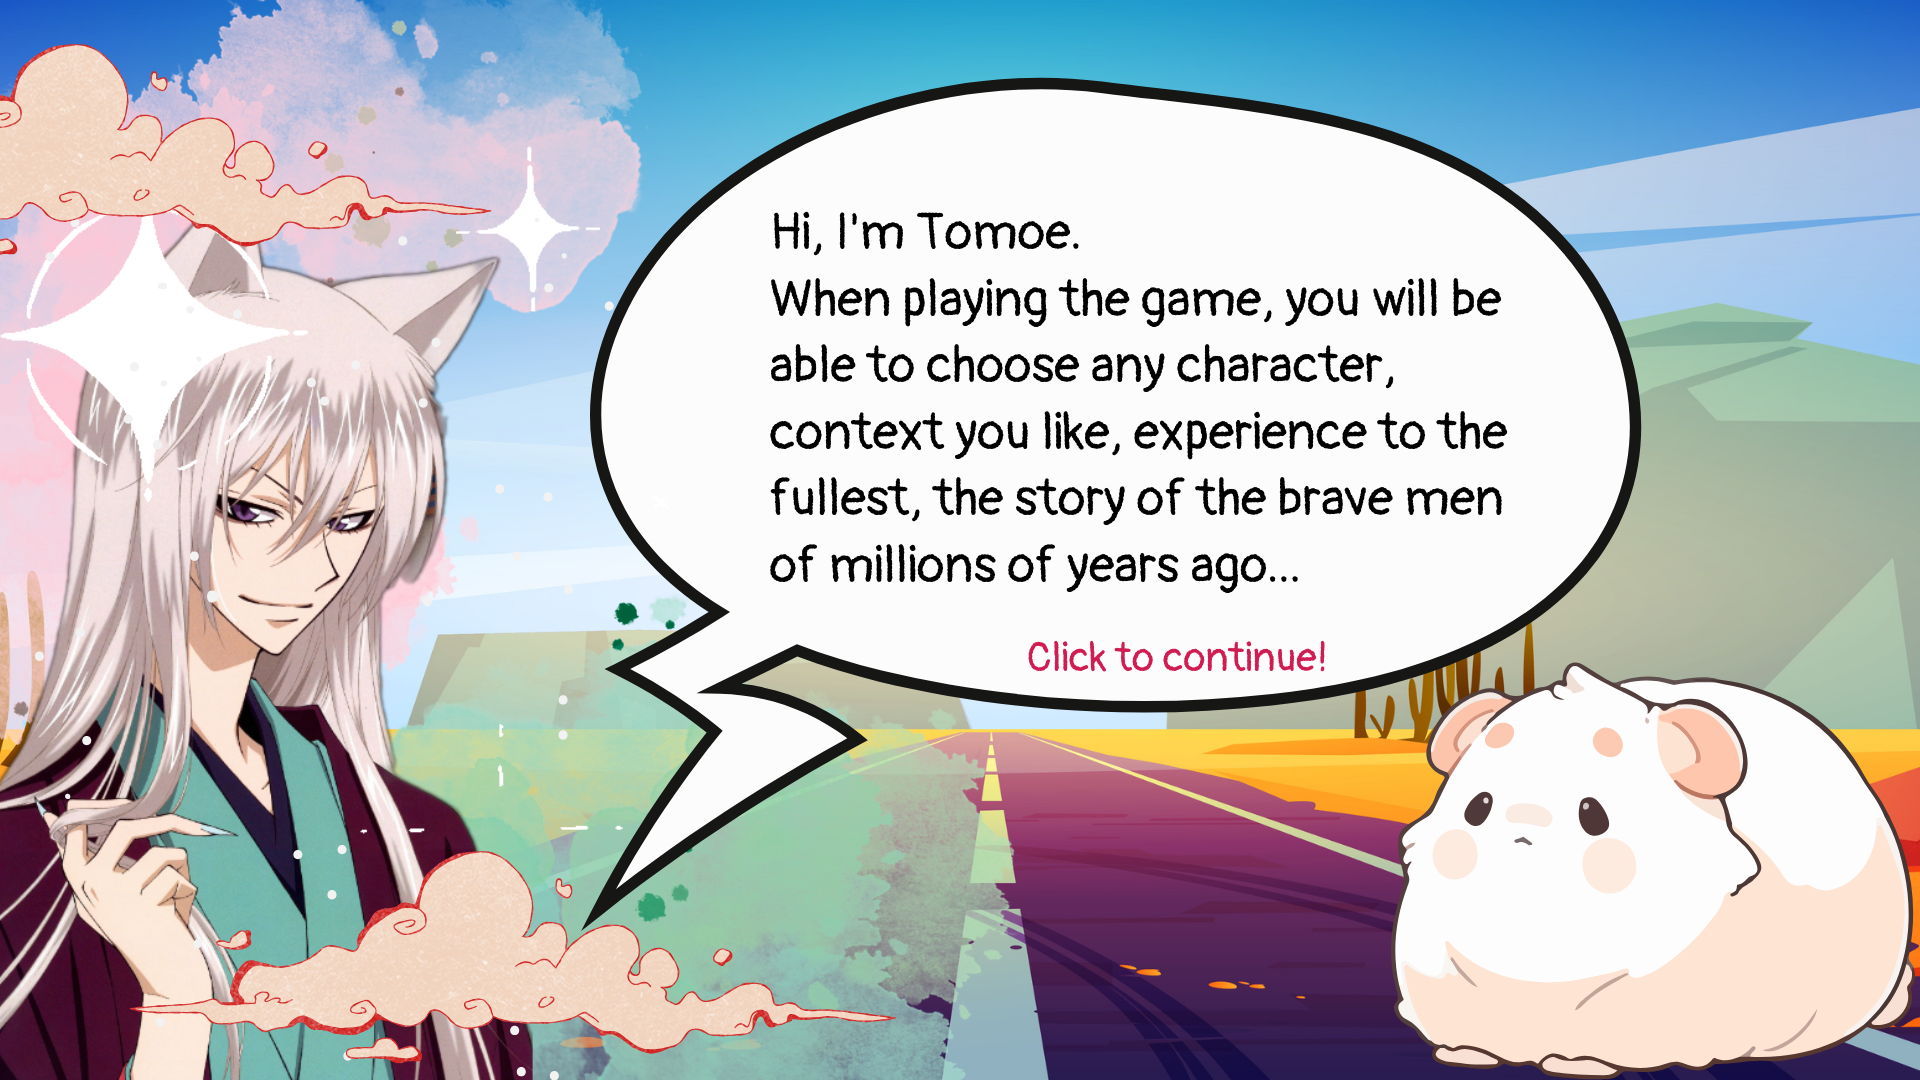 Hi, I'm Tomoe.
When playing the game, you will be
able to choose any character,
context you like, experience to the
fullest, the story of the brave men
of millions of years ago...
Click to continue!